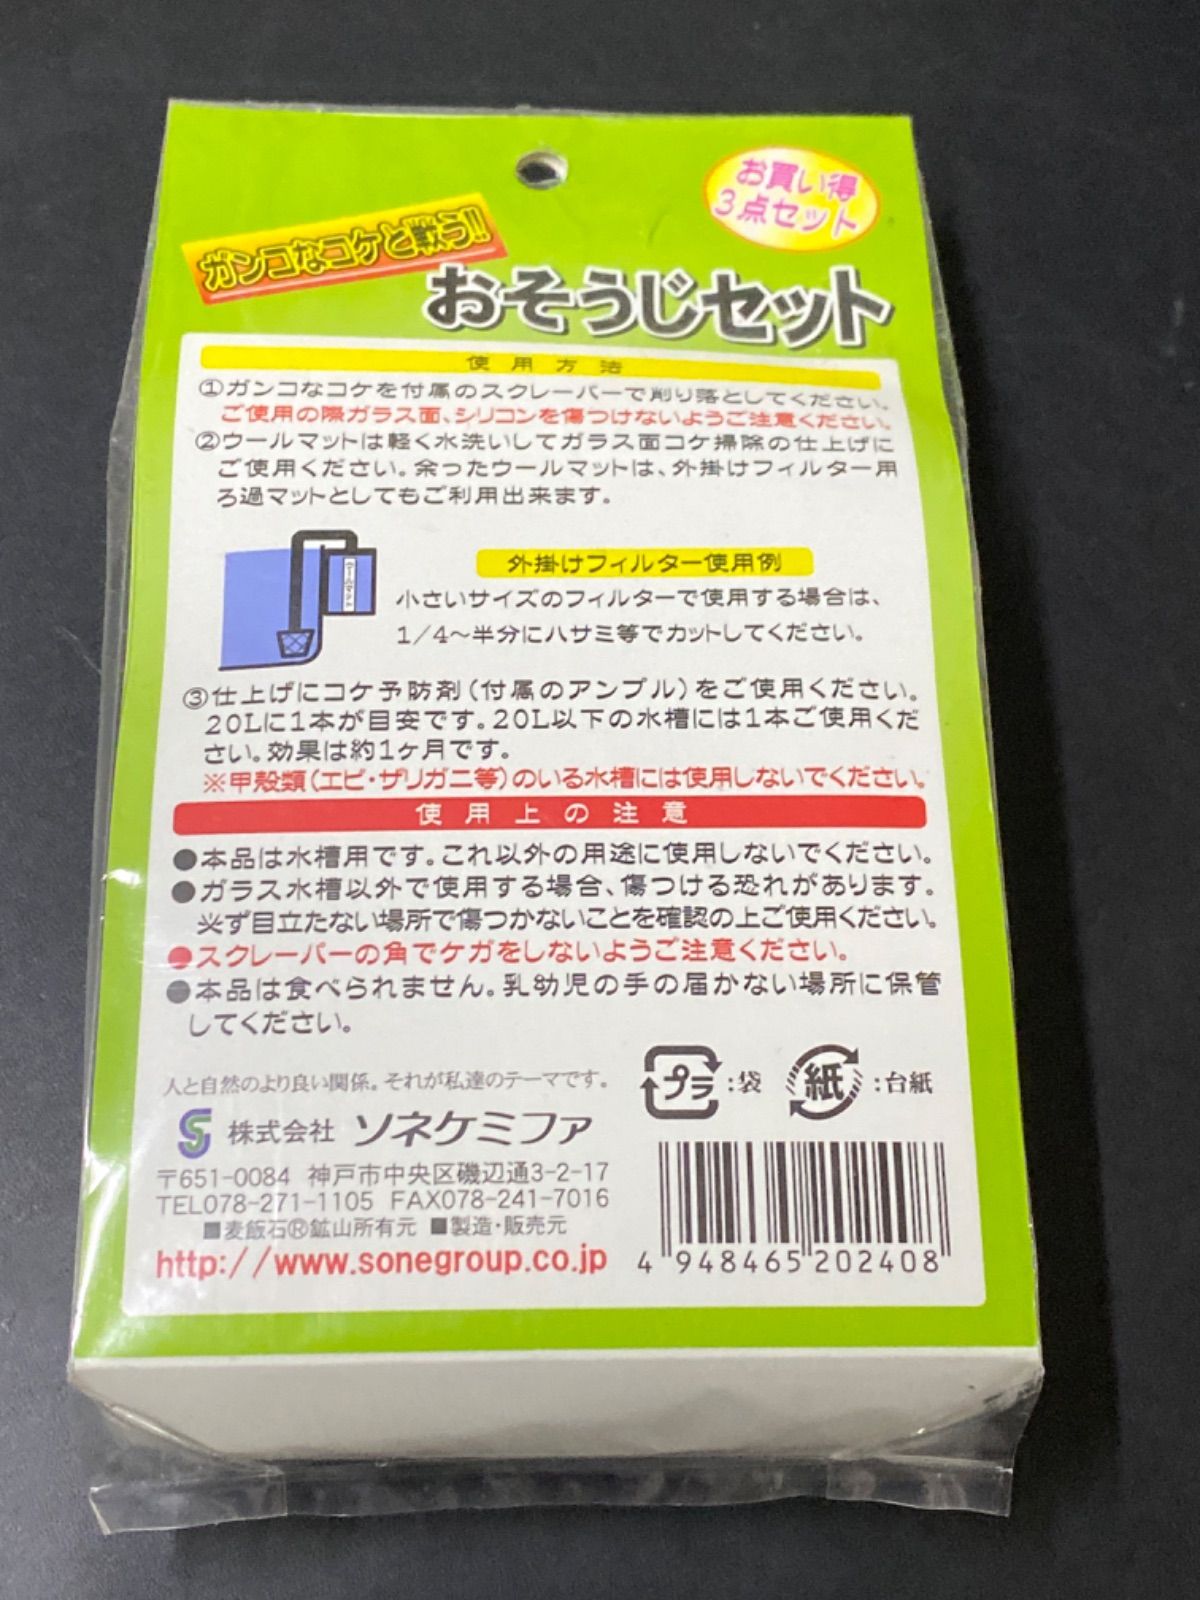 お買い得
3点セット
ガンコなコケと戦う!!
おそうじセット
使用方法
①ガンコなコケを付属のスクレーパーで削り落としてください。
ご使用の際ガラス面、シリコンを傷つけないようご注意ください。
②ウールマットは軽く水洗いしてガラス面コケ掃除の仕上げに
ご使用ください。余ったウールマットは、外掛けフィルター用
ろ過マットとしてもご利用出来ます。
ウールマット
外掛けフィルター使用例
小さいサイズのフィルターで使用する場合は、
1/4〜半分にハサミ等でカットしてください。
③仕上げにコケ予防剤(付属のアンプル)をご使用ください。
20Lに1本が目安です。20L以下の水槽には1本ご使用くだ
さい。効果は約1ヶ月です。
※甲殻類(エビ・ザリガニ等)のいる水槽には使用しないでください。
使用上の注意
●本品は水槽用です。これ以外の用途に使用しないでください。
●ガラス水槽以外で使用する場合、傷つける恐れがあります。
必ず目立たない場所で傷つかないことを確認の上ご使用ください。
●スクレーパーの角でケガをしないようご注意ください。
●本品は食べられません。乳幼児の手の届かない場所に保管
してください。
人と自然のより良い関係。それが私達のテーマです。
プラ:袋 紙:台紙
株式会社 ソネケミファ
〒651-0084 神戸市中央区磯辺通3-2-17
TEL078-271-1105 FAX078-241-7016
■麦飯石®鉱山所有元 ■製造・販売元
http://www.sonegroup.co.jp
4 948465 202408